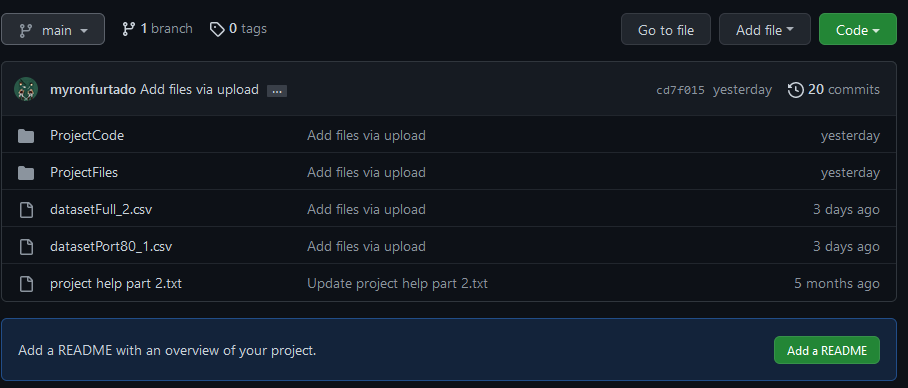 main 1 branch 0 tags Go to file Add file Code
myronfurtado Add files via upload ... cd7f015 yesterday 20 commits
ProjectCode Add files via upload yesterday
ProjectFiles Add files via upload yesterday
datasetFull_2.csv Add files via upload 3 days ago
datasetPort80_1.csv Add files via upload 3 days ago
project help part 2.txt Update project help part 2.txt 5 months ago
Add a README with an overview of your project. Add a README